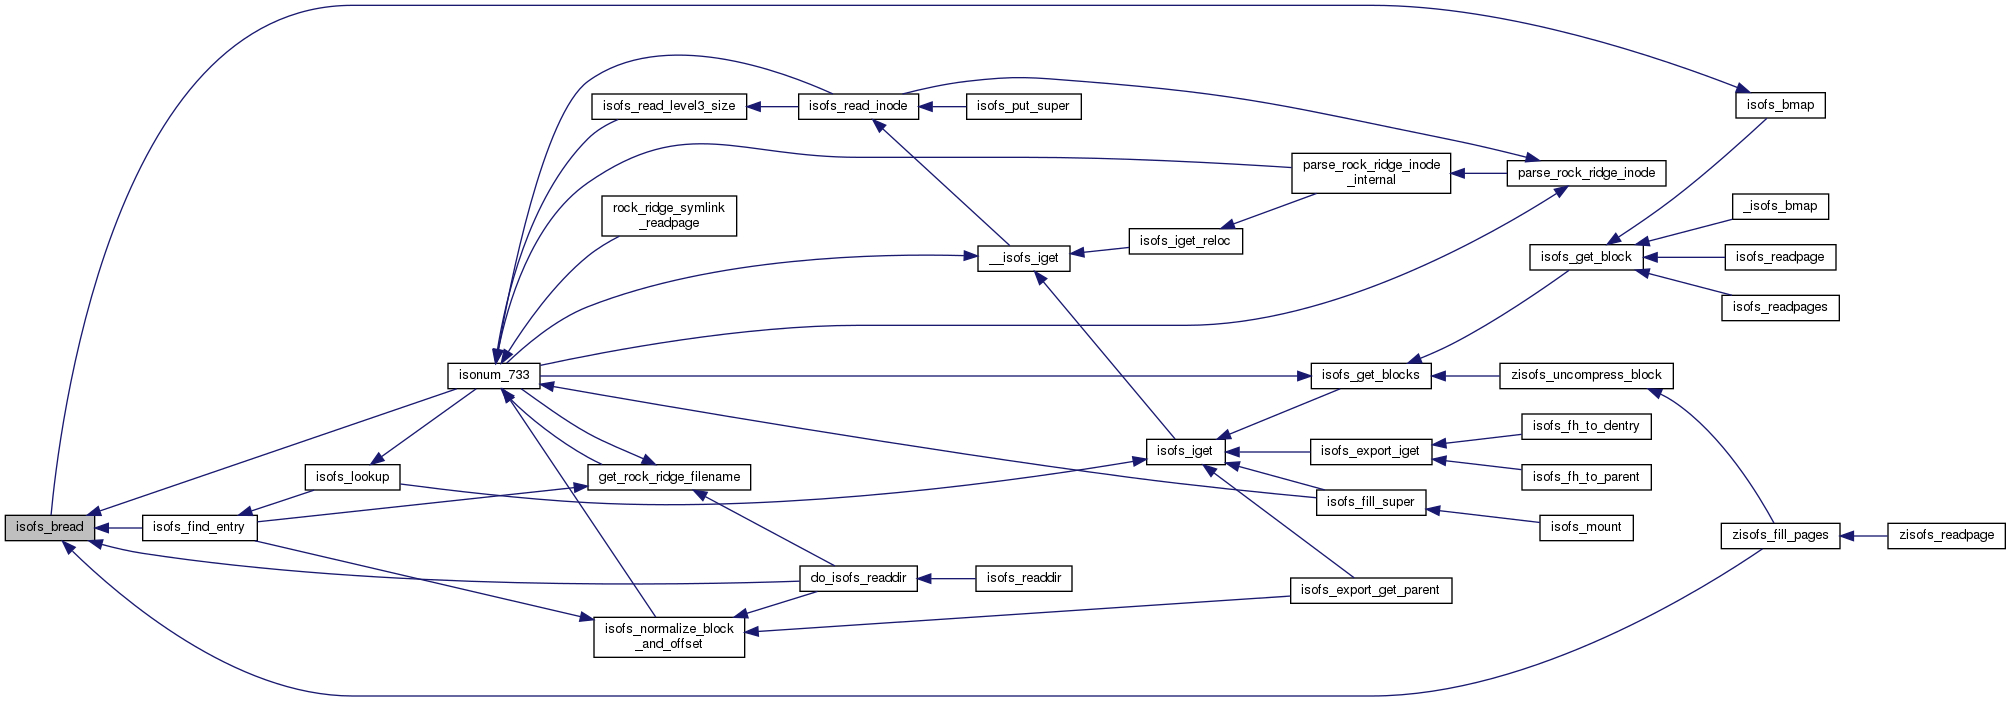 isofs_bmap
isofs_read_level3_size
isofs_read_inode
isofs_put_super
parse_rock_ridge_inode
_internal
parse_rock_ridge_inode
rock_ridge_symlink
_readpage
_isofs_bmap
isofs_iget_reloc
__isofs_iget
isofs_get_block
isofs_readpage
isofs_readpages
isonum_733
isofs_get_blocks
zisofs_uncompress_block
isofs_fh_to_dentry
isofs_iget
isofs_export_iget
isofs_lookup
get_rock_ridge_filename
isofs_fh_to_parent
isofs_fill_super
isofs_bread
isofs_find_entry
isofs_mount
zisofs_fill_pages
zisofs_readpage
do_isofs_readdir
isofs_readdir
isofs_export_get_parent
isofs_normalize_block
_and_offset